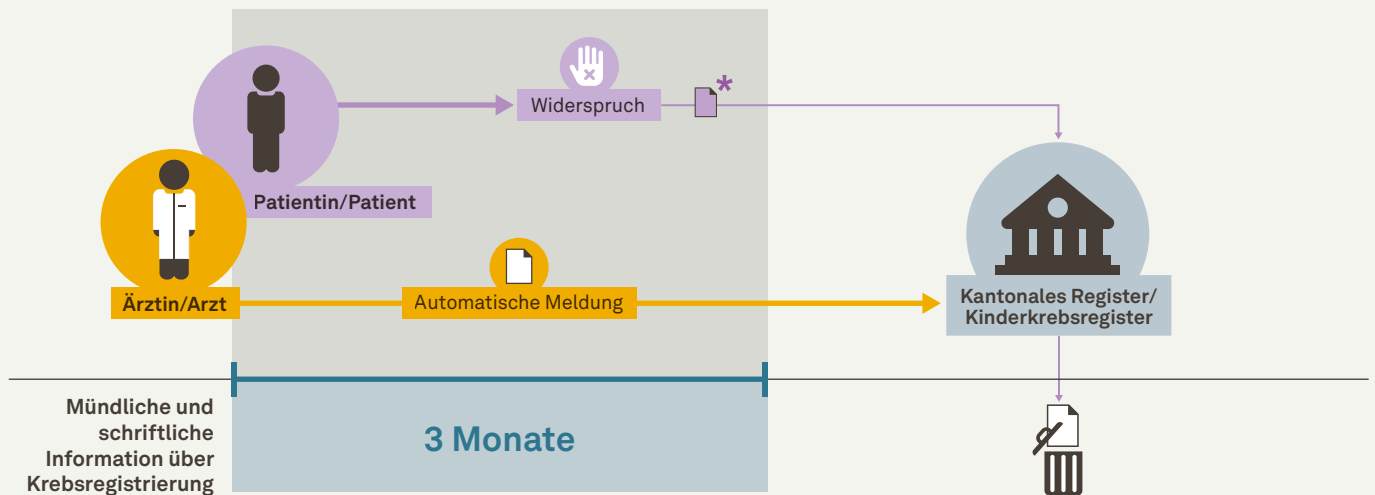 Widerspruch
*
Patientin/Patient
Ärztin/Arzt
Automatische Meldung
Kantonales Register/
Kinderkrebsregister
Mündliche und
schriftliche
Information über
Krebsregistrierung
3 Monate